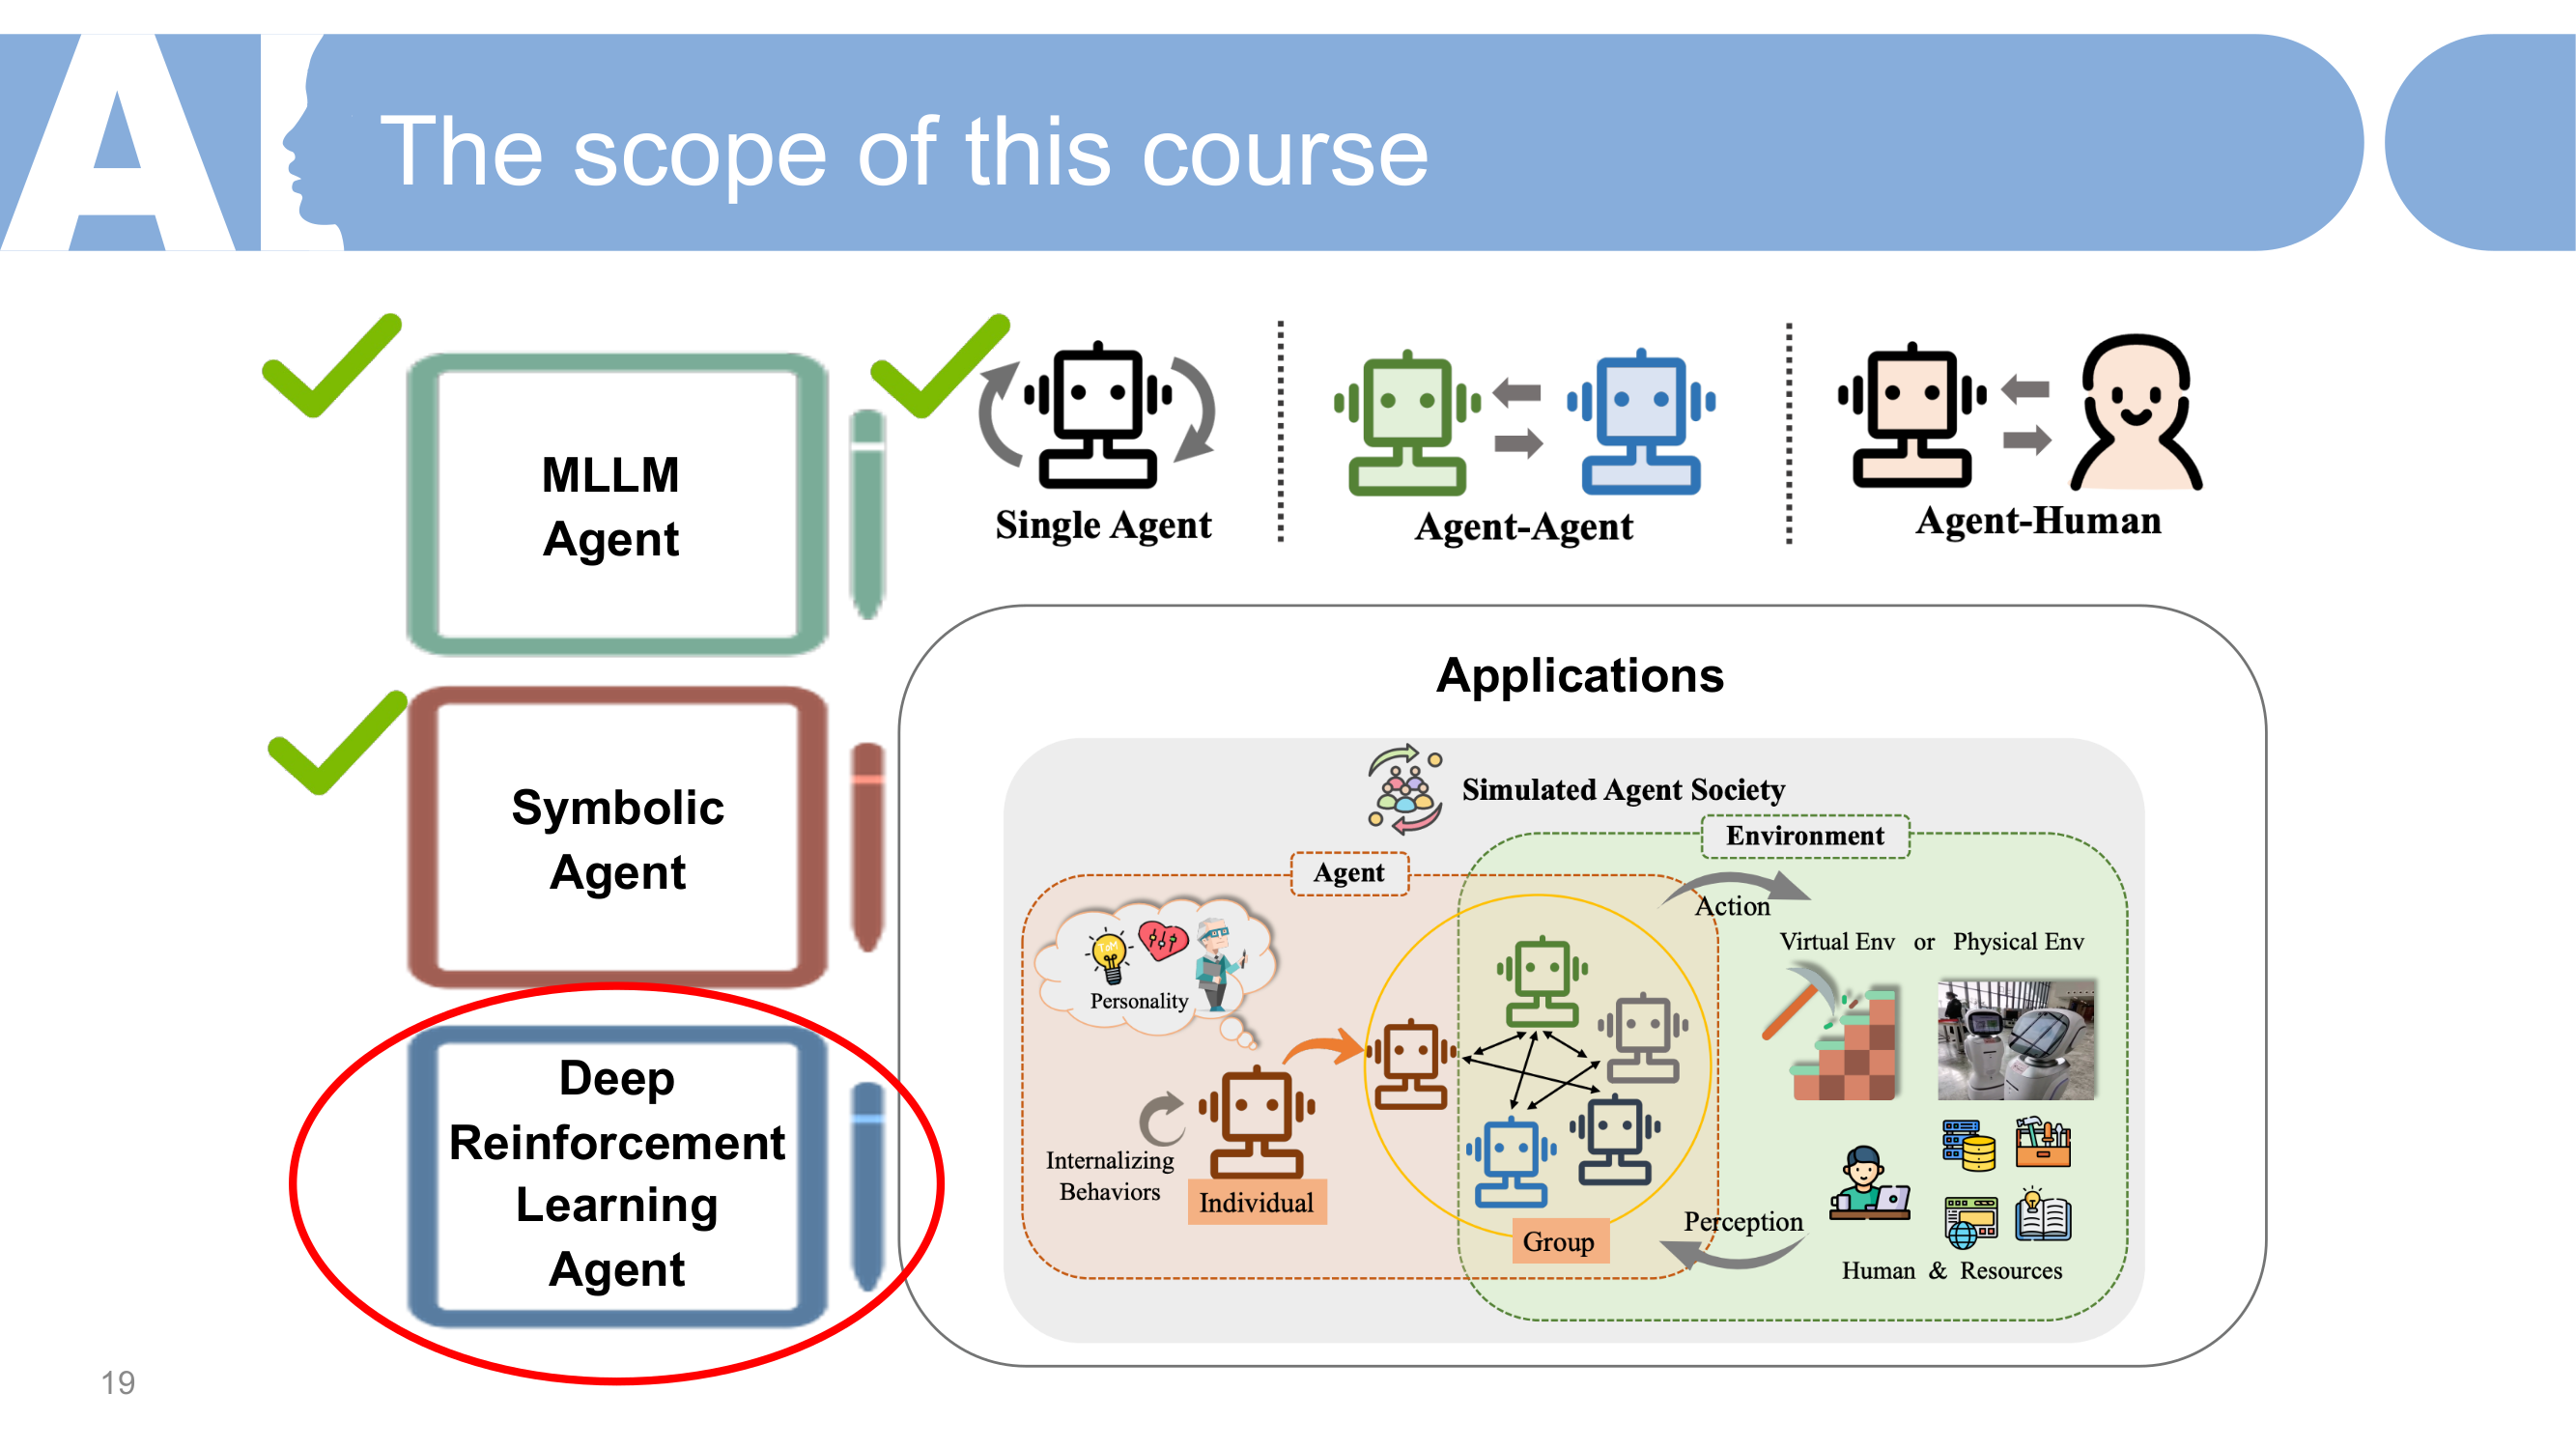 AI
The scope of this course
MLLM
Agent
Symbolic
Agent
Deep
Reinforcement
Learning
Agent
Single Agent
Agent-Agent
Agent-Human
Applications
Simulated Agent Society
Environment
Agent
Action
Virtual Env or Physical Env
ToM
Personality
Internalizing
Behaviors
Individual
Group
Perception
Human & Resources
19